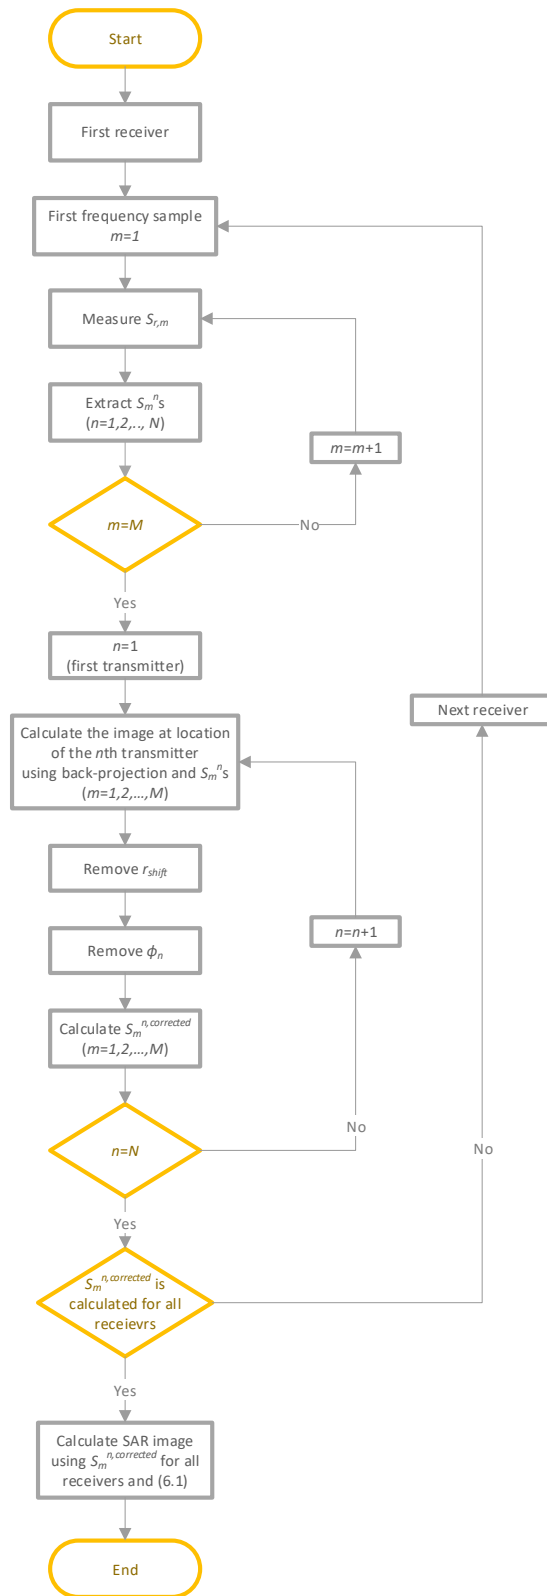 Start
First receiver
First frequency sample
m=1
Measure Sr,m
Extract Smns
(n=1,2,.., N)
m=m+1
m=M
No
Yes
n=1
(first transmitter)
Next receiver
Calculate the image at location
of the nth transmitter
using back-projection and Smns
(m=1,2,...,M)
Remove rshift
n=n+1
Remove ϕn
Calculate Smn,corrected
(m=1,2,...,M)
No
n=N
No
Yes
Smn,corrected is
calculated for all
receievrs
Yes
Calculate SAR image
using Smn,corrected for all
receivers and (6.1)
End